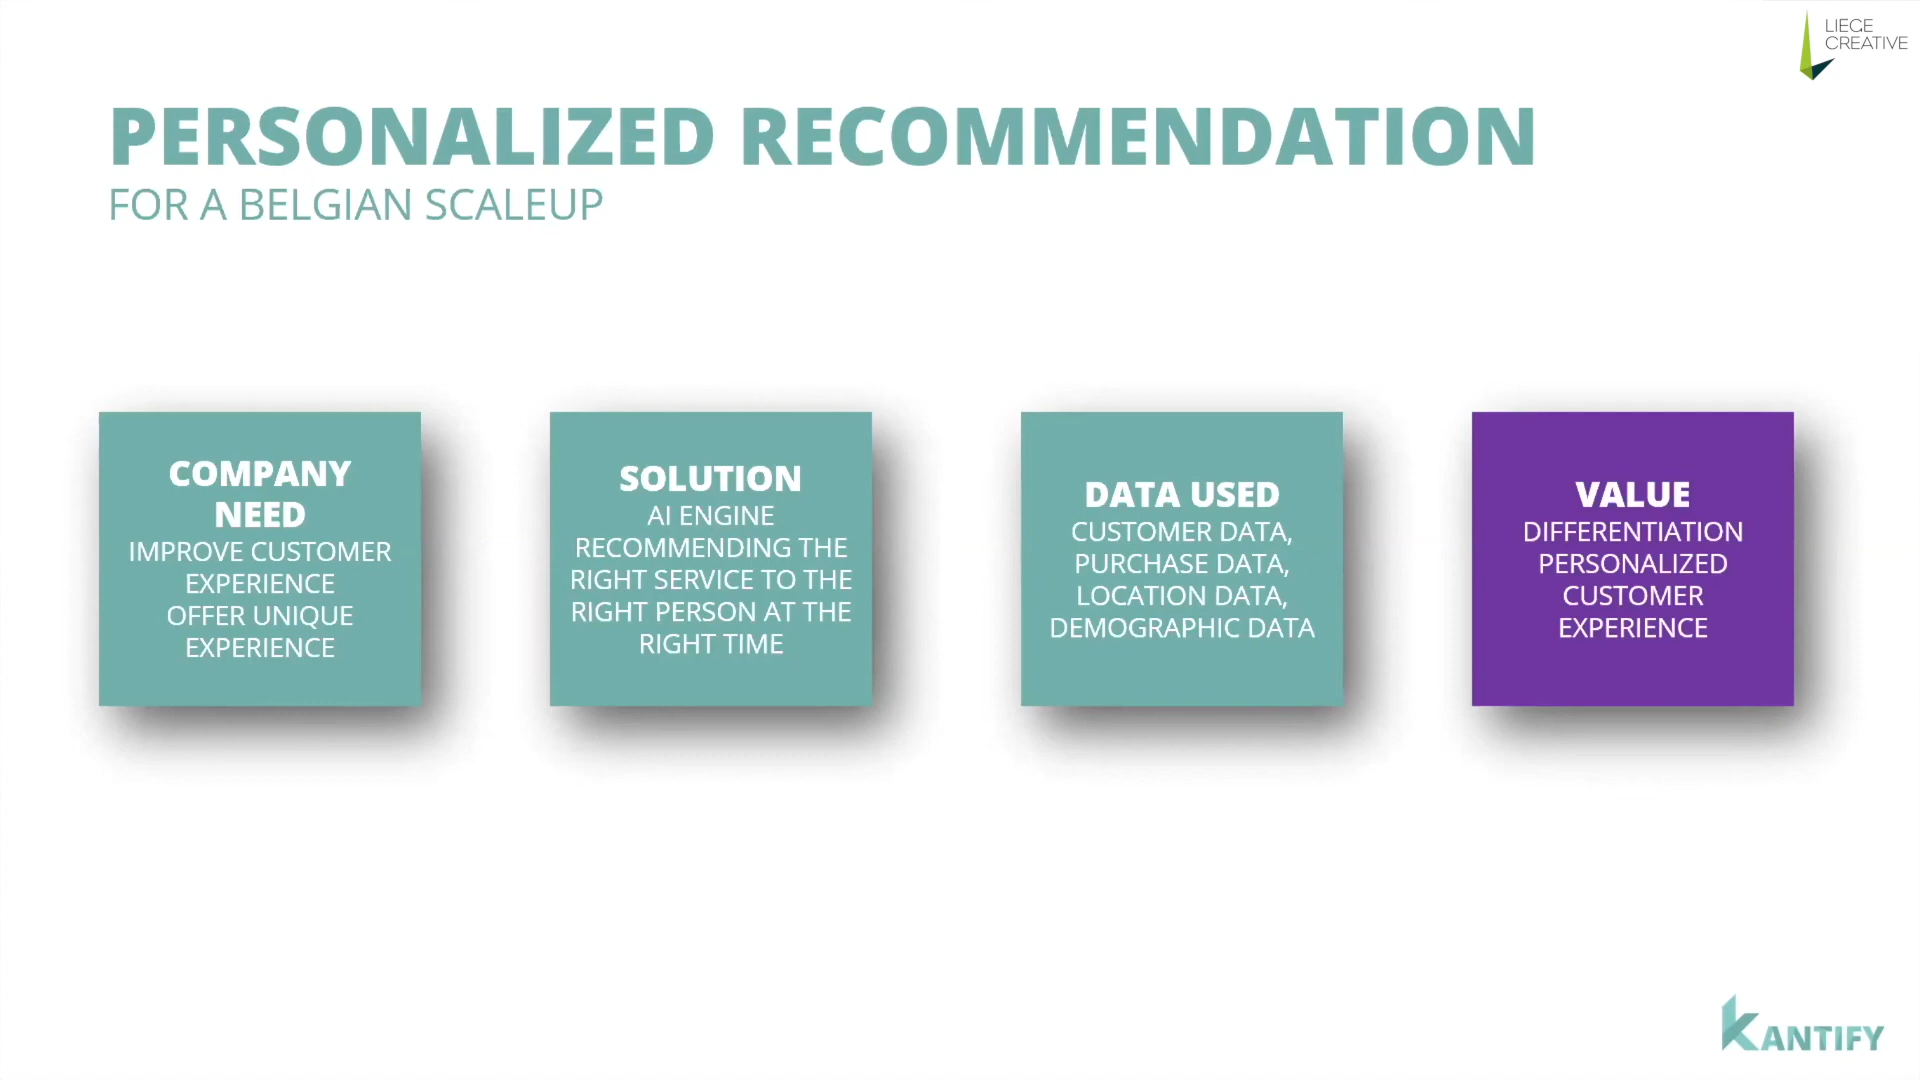 LIEGE
CREATIVE
PERSONALIZED RECOMMENDATION
FOR A BELGIAN SCALEUP
COMPANY
NEED
IMPROVE CUSTOMER
EXPERIENCE
OFFER UNIQUE
EXPERIENCE
SOLUTION
AI ENGINE
RECOMMENDING THE
RIGHT SERVICE TO THE
RIGHT PERSON AT THE
RIGHT TIME
DATA USED
CUSTOMER DATA,
PURCHASE DATA,
LOCATION DATA,
DEMOGRAPHIC DATA
VALUE
DIFFERENTIATION
PERSONALIZED
CUSTOMER
EXPERIENCE
KANTIFY